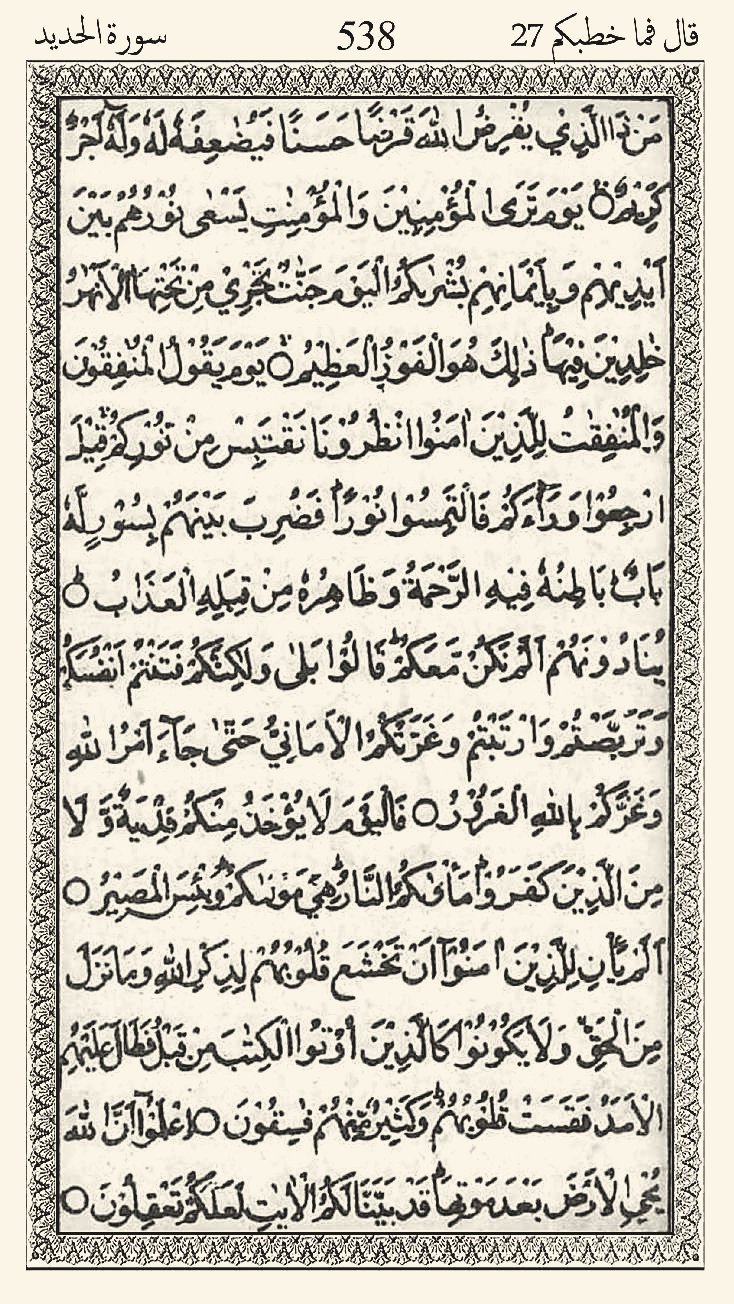 قال فما خطبكم 27 538 سورة الحديد
مَنْ ذَا الَّذِيْ يُقْرِضُ اللّٰهَ قَرْضًا حَسَنًا فَيُضٰعِفَهٗ لَهٗ وَلَهٗٓ اَجْرٌ
كَرِيْمٌ ○ يَوْمَ تَرَى الْمُؤْمِنِيْنَ وَالْمُؤْمِنٰتِ يَسْعٰى نُوْرُهُمْ بَيْنَ
اَيْدِيْهِمْ وَبِاَيْمَانِهِمْ بُشْرٰىكُمُ الْيَوْمَ جَنّٰتٌ تَجْرِيْ مِنْ تَحْتِهَا الْاَنْهٰرُ
خٰلِدِيْنَ فِيْهَا ؕ ذٰلِكَ هُوَ الْفَوْزُ الْعَظِيْمُ ○ يَوْمَ يَقُوْلُ الْمُنٰفِقُوْنَ
وَالْمُنٰفِقٰتُ لِلَّذِيْنَ اٰمَنُوا انْظُرُوْنَا نَقْتَبِسْ مِنْ نُّوْرِكُمْ ۚ قِيْلَ
ارْجِعُوْا وَرَآءَكُمْ فَالْتَمِسُوْا نُوْرًا ؕ فَضُرِبَ بَيْنَهُمْ بِسُوْرٍ لَّهٗ
بَابٌ ؕ بَاطِنُهٗ فِيْهِ الرَّحْمَةُ وَظَاهِرُهٗ مِنْ قِبَلِهِ الْعَذَابُ ○
يُنَادُوْنَهُمْ اَلَمْ نَكُنْ مَّعَكُمْ ؕ قَالُوْا بَلٰى وَلٰكِنَّكُمْ فَتَنْتُمْ اَنْفُسَكُمْ
وَتَرَبَّصْتُمْ وَارْتَبْتُمْ وَغَرَّتْكُمُ الْاَمَانِيُّ حَتّٰى جَآءَ اَمْرُ اللّٰهِ
وَغَرَّكُمْ بِاللّٰهِ الْغَرُوْرُ ○ فَالْيَوْمَ لَا يُؤْخَذُ مِنْكُمْ فِدْيَةٌ وَّلَا
مِنَ الَّذِيْنَ كَفَرُوْا ؕ مَاْوٰىكُمُ النَّارُ ؕ هِيَ مَوْلٰىكُمْ ؕ وَبِئْسَ الْمَصِيْرُ ○
اَلَمْ يَاْنِ لِلَّذِيْنَ اٰمَنُوْٓا اَنْ تَخْشَعَ قُلُوْبُهُمْ لِذِكْرِ اللّٰهِ وَمَا نَزَلَ
مِنَ الْحَقِّ ۙ وَلَا يَكُوْنُوْا كَالَّذِيْنَ اُوْتُوا الْكِتٰبَ مِنْ قَبْلُ فَطَالَ عَلَيْهِمُ
الْاَمَدُ فَقَسَتْ قُلُوْبُهُمْ ؕ وَكَثِيْرٌ مِّنْهُمْ فٰسِقُوْنَ ○ اِعْلَمُوْٓا اَنَّ اللّٰهَ
يُحْيِ الْاَرْضَ بَعْدَ مَوْتِهَا ؕ قَدْ بَيَّنَّا لَكُمُ الْاٰيٰتِ لَعَلَّكُمْ تَعْقِلُوْنَ ○